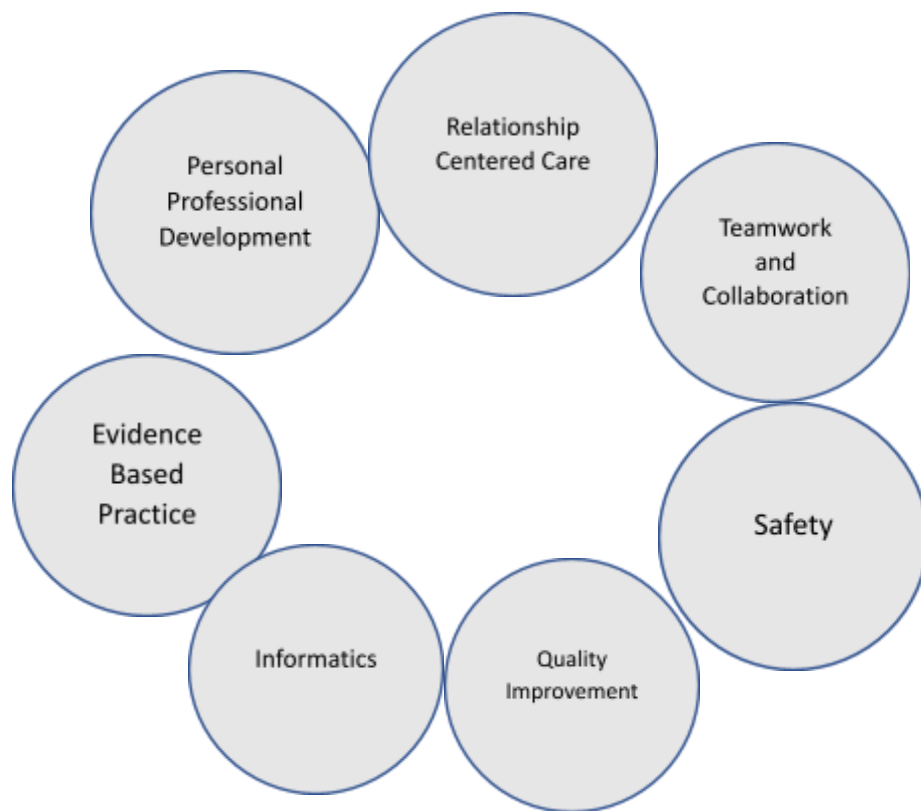 Relationship
Centered Care
Teamwork
and
Collaboration
Safety
Quality
Improvement
Informatics
Evidence
Based
Practice
Personal
Professional
Development